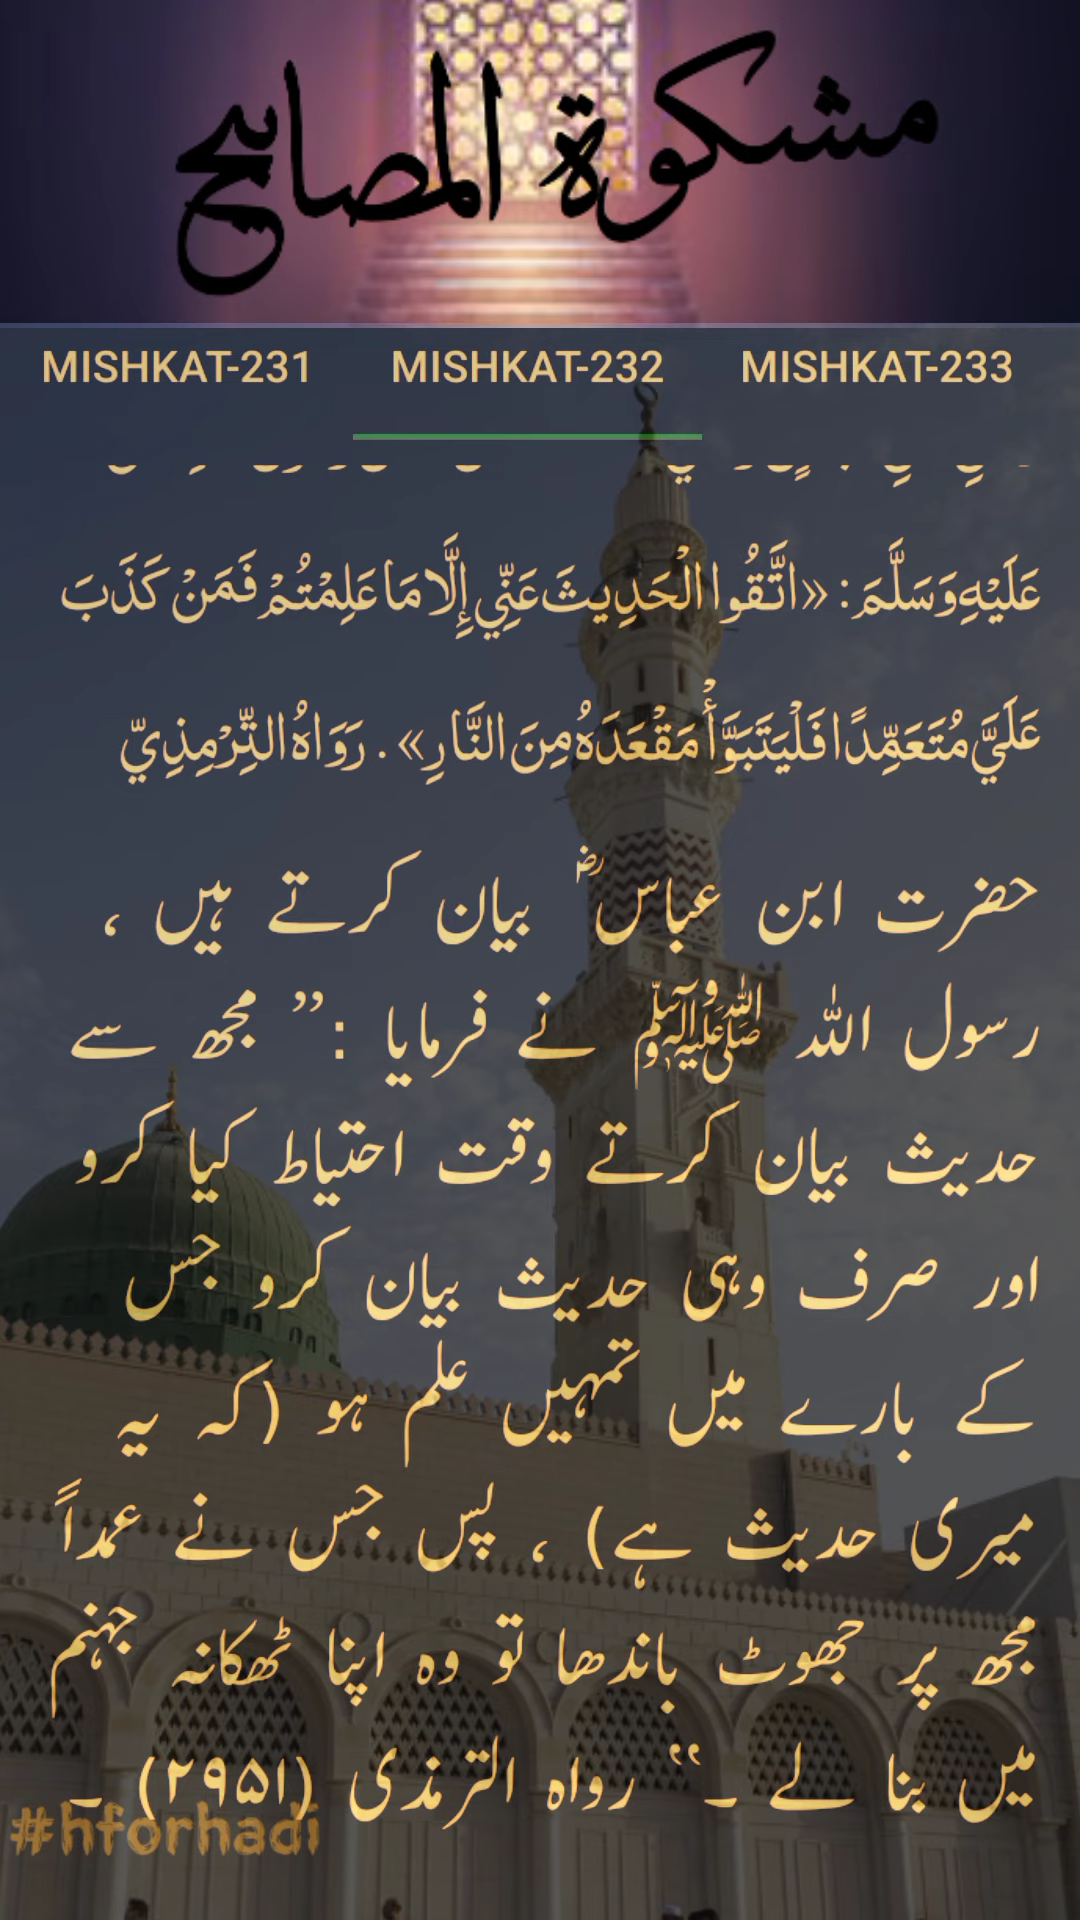 مشكوة المصابيح
MISHKAT-231 MISHKAT-232 MISHKAT-233
عَلَيْهِ وَسَلَّمَ: «اتَّقُوا الْحَدِيثَ عَنِّي إِلَّا مَا عَلِمْتُمْ فَمَنْ كَذَبَ
عَلَيَّ مُتَعَمِّدًا فَلْيَتَبَوَّأْ مَقْعَدَهُ مِنَ النَّارِ» . رَوَاهُ التِّرْمِذِيّ
حضرت ابن عباس ؓ بیان کرتے ہیں ،
رسول اللہ ﷺ نے فرمایا :’’ مجھ سے
حدیث بیان کرتے وقت احتیاط کیا کرو
اور صرف وہی حدیث بیان کرو جس
کے بارے میں تمہیں علم ہو (کہ یہ
میری حدیث ہے) ، پس جس نے عمداً
مجھ پر جھوٹ باندھا تو وہ اپنا ٹھکانہ جہنم
میں بنا لے ۔‘‘ رواہ الترمذی (۲۹۵۱) ۔
#hforhadi